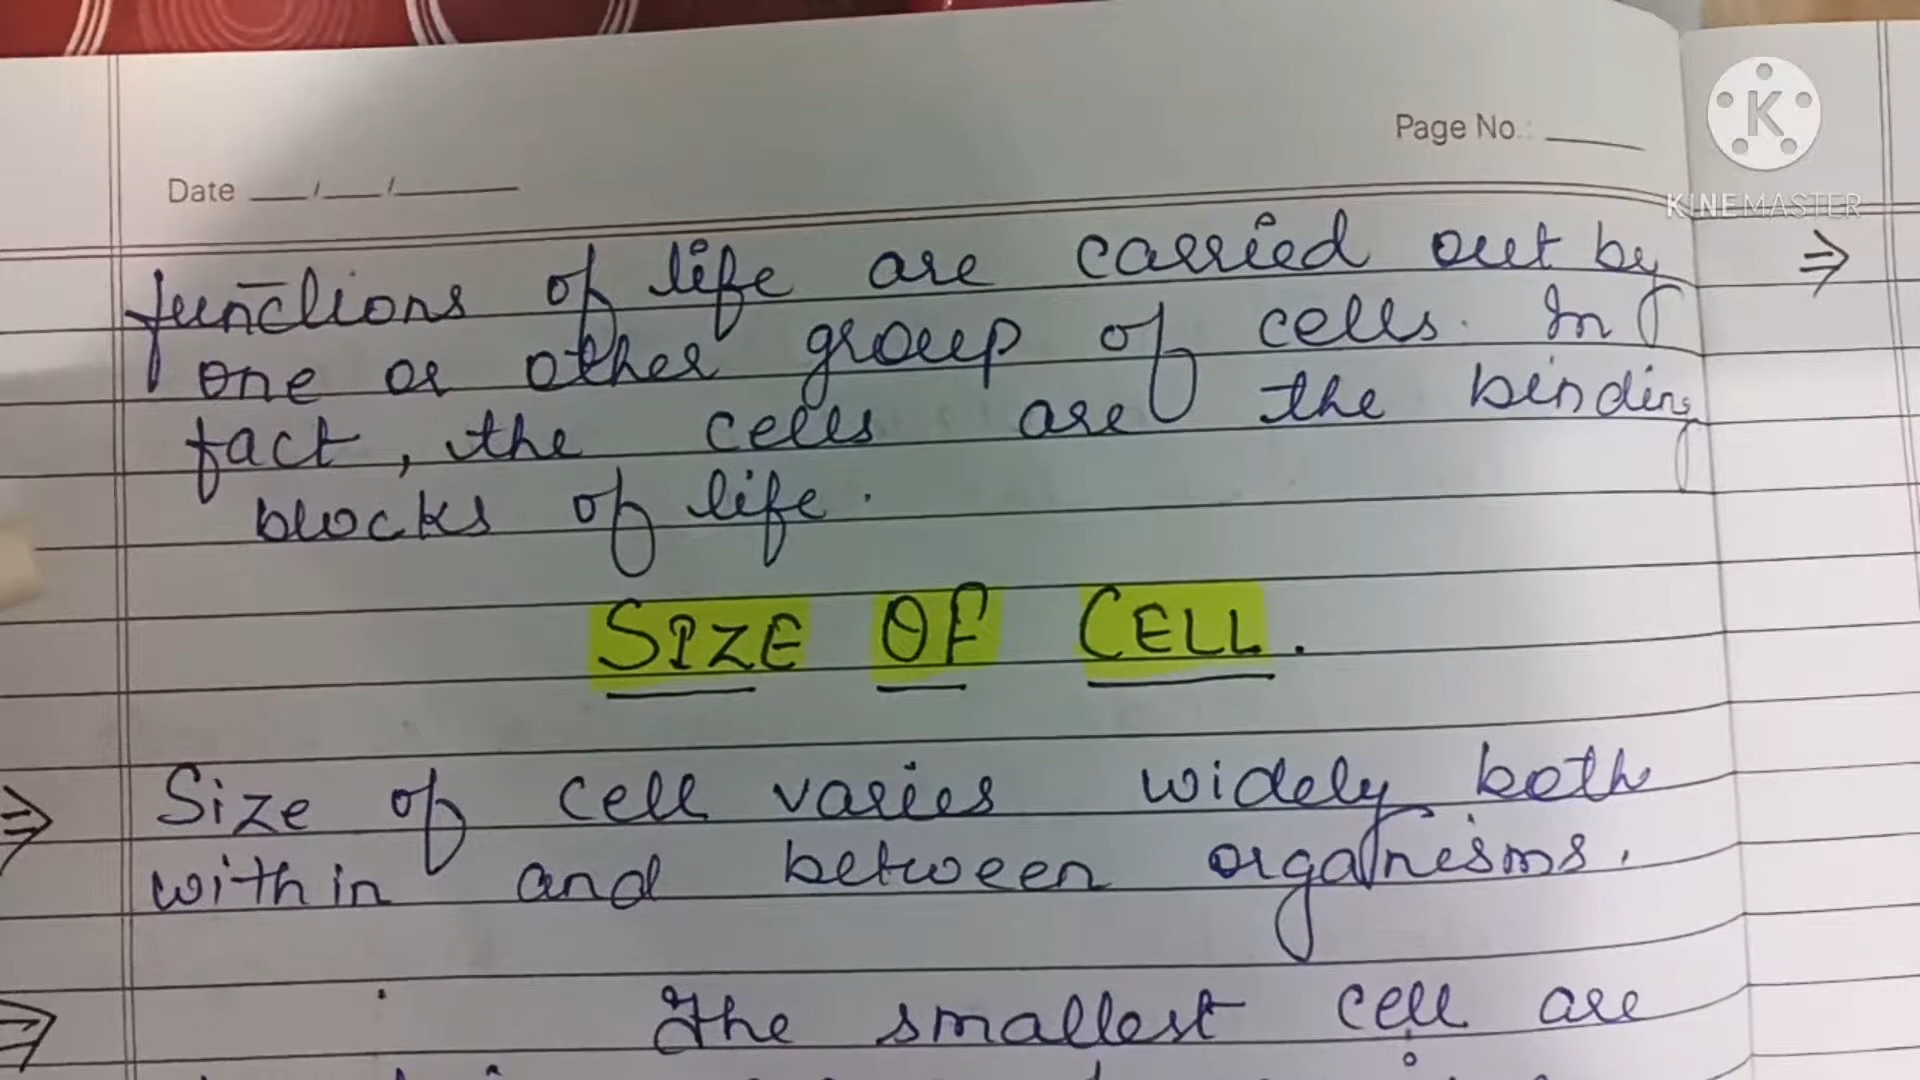 Page No.
KINEMASTER
Date / /
functions of life are carried out by
one or other group of cells. In
fact, the cells are the binding
blocks of life.
SIZE OF CELL.
⇒ Size of cell varies widely both
within and between organisms.
⇒ The smallest cell are